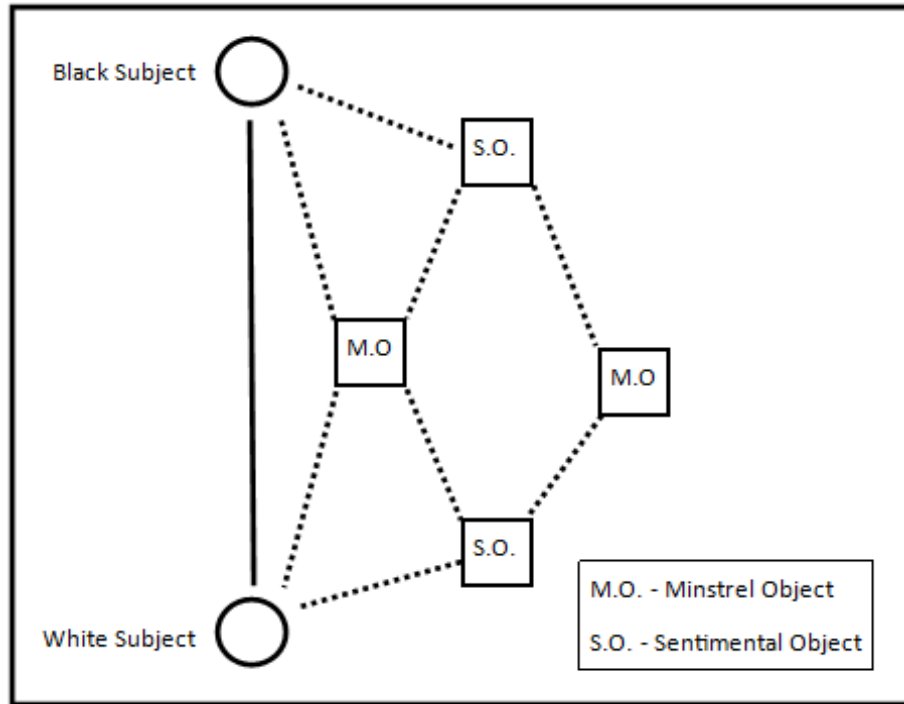 Black Subject
S.O.
M.O
M.O
S.O.
M.O. - Minstrel Object
White Subject
S.O. - Sentimental Object